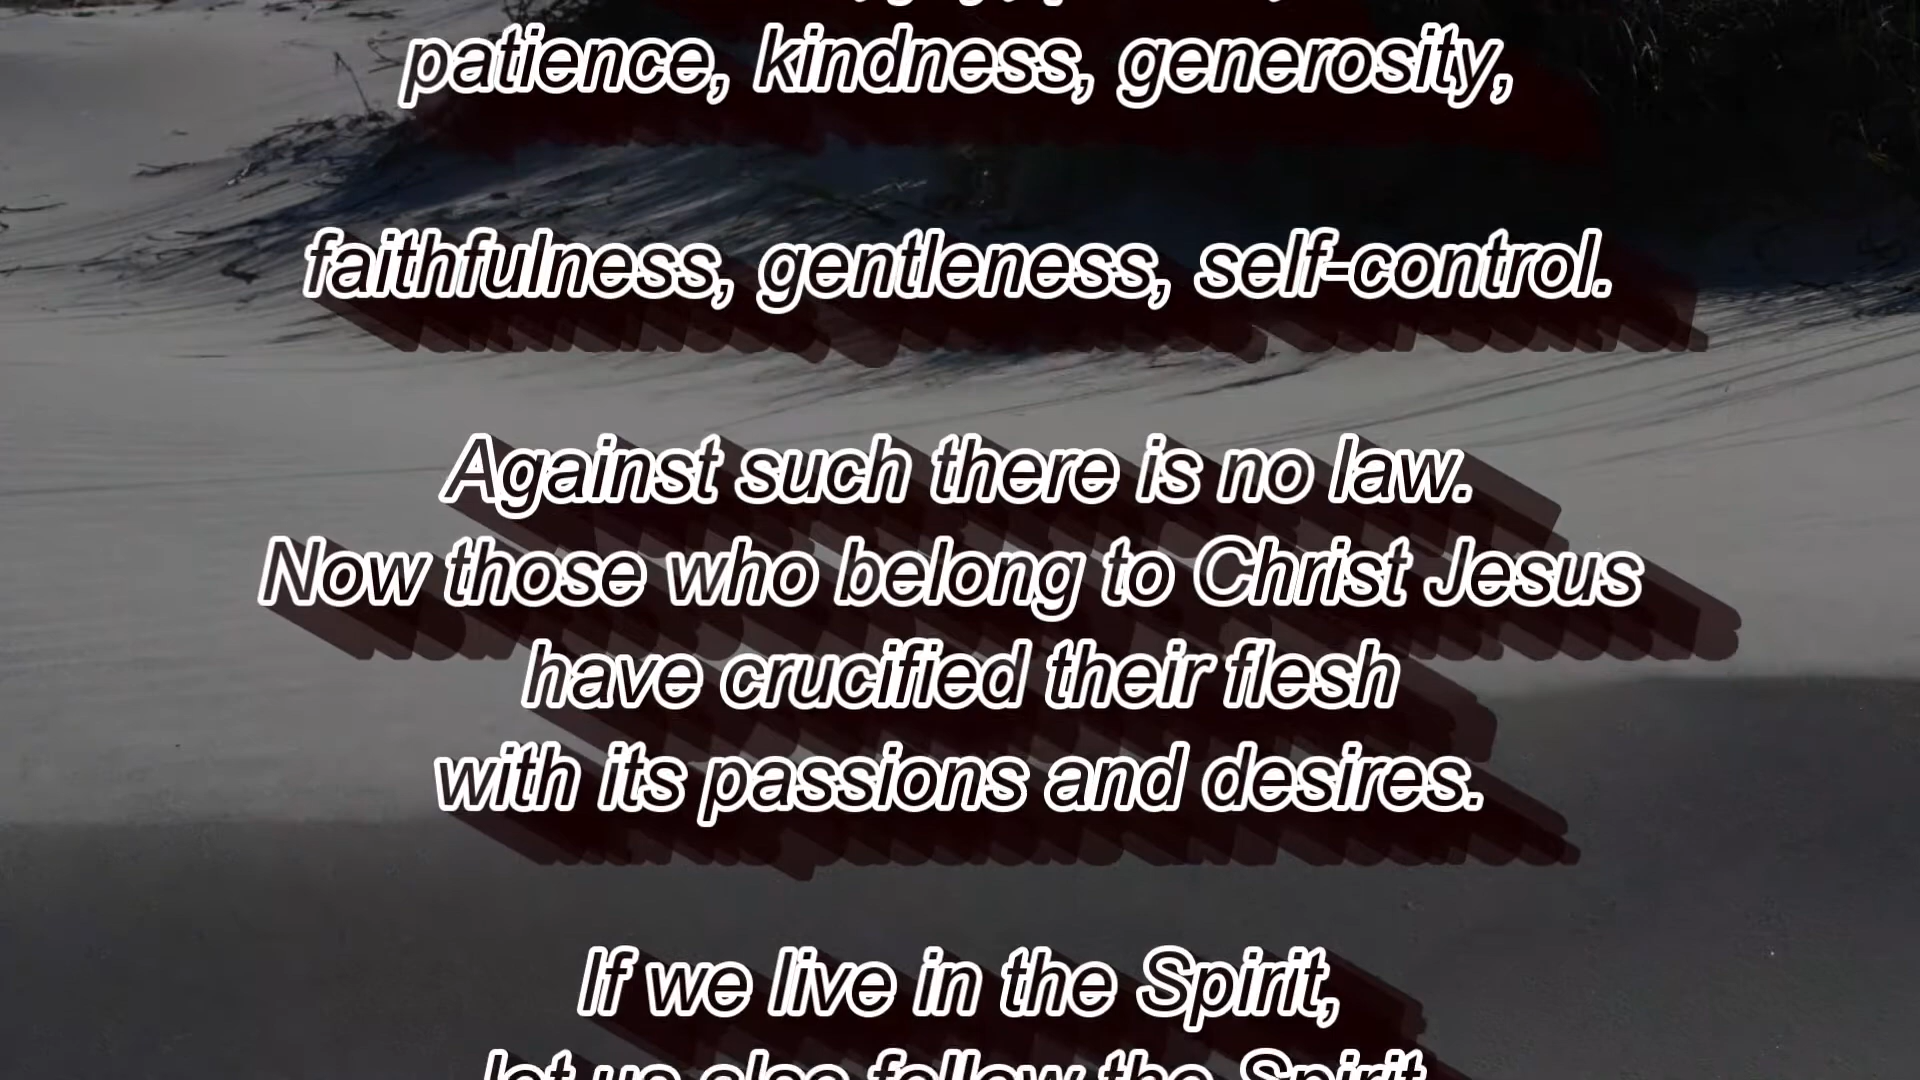 patience, kindness, generosity,
faithfulness, gentleness, self-control.
Against such there is no law.
Now those who belong to Christ Jesus
have crucified their flesh
with its passions and desires.
If we live in the Spirit,
let us also follow the Spirit.